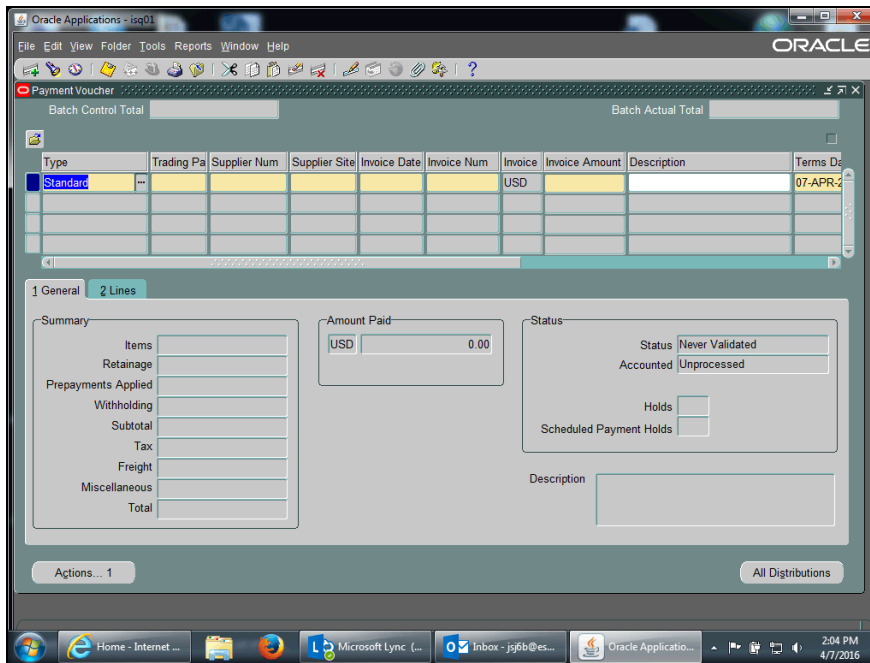 Oracle Applications - isq01
File Edit View Folder Tools Reports Window Help
ORACLE
Payment Voucher
Batch Control Total
Batch Actual Total
Type Trading Pa Supplier Num Supplier Site Invoice Date Invoice Num Invoice Invoice Amount Description Terms Da
Standard ... USD 07-APR-2
1 General 2 Lines
Summary
Items
Retainage
Prepayments Applied
Withholding
Subtotal
Tax
Freight
Miscellaneous
Total
Amount Paid
USD 0.00
Status
Status Never Validated
Accounted Unprocessed
Holds
Scheduled Payment Holds
Description
Actions... 1
All Distributions
Home - Internet ...
Microsoft Lync (...
Inbox - jsj6b@es...
Oracle Applicatio...
2:04 PM
4/7/2016